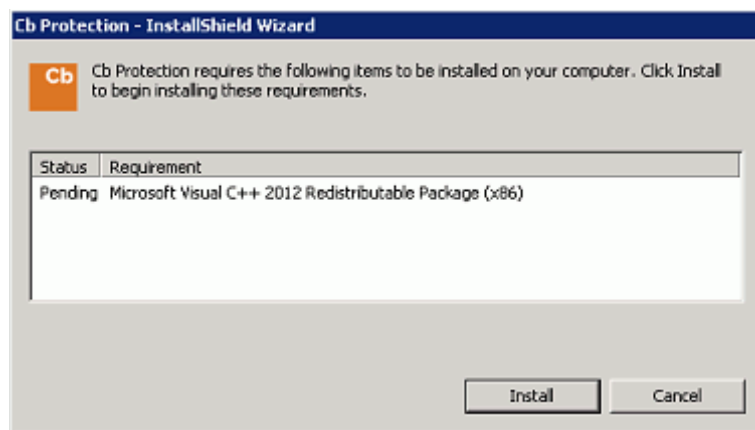 Cb Protection - InstallShield Wizard
Cb
Cb Protection requires the following items to be installed on your computer. Click Install
to begin installing these requirements.
Status Requirement
Pending Microsoft Visual C++ 2012 Redistributable Package (x86)
Install Cancel